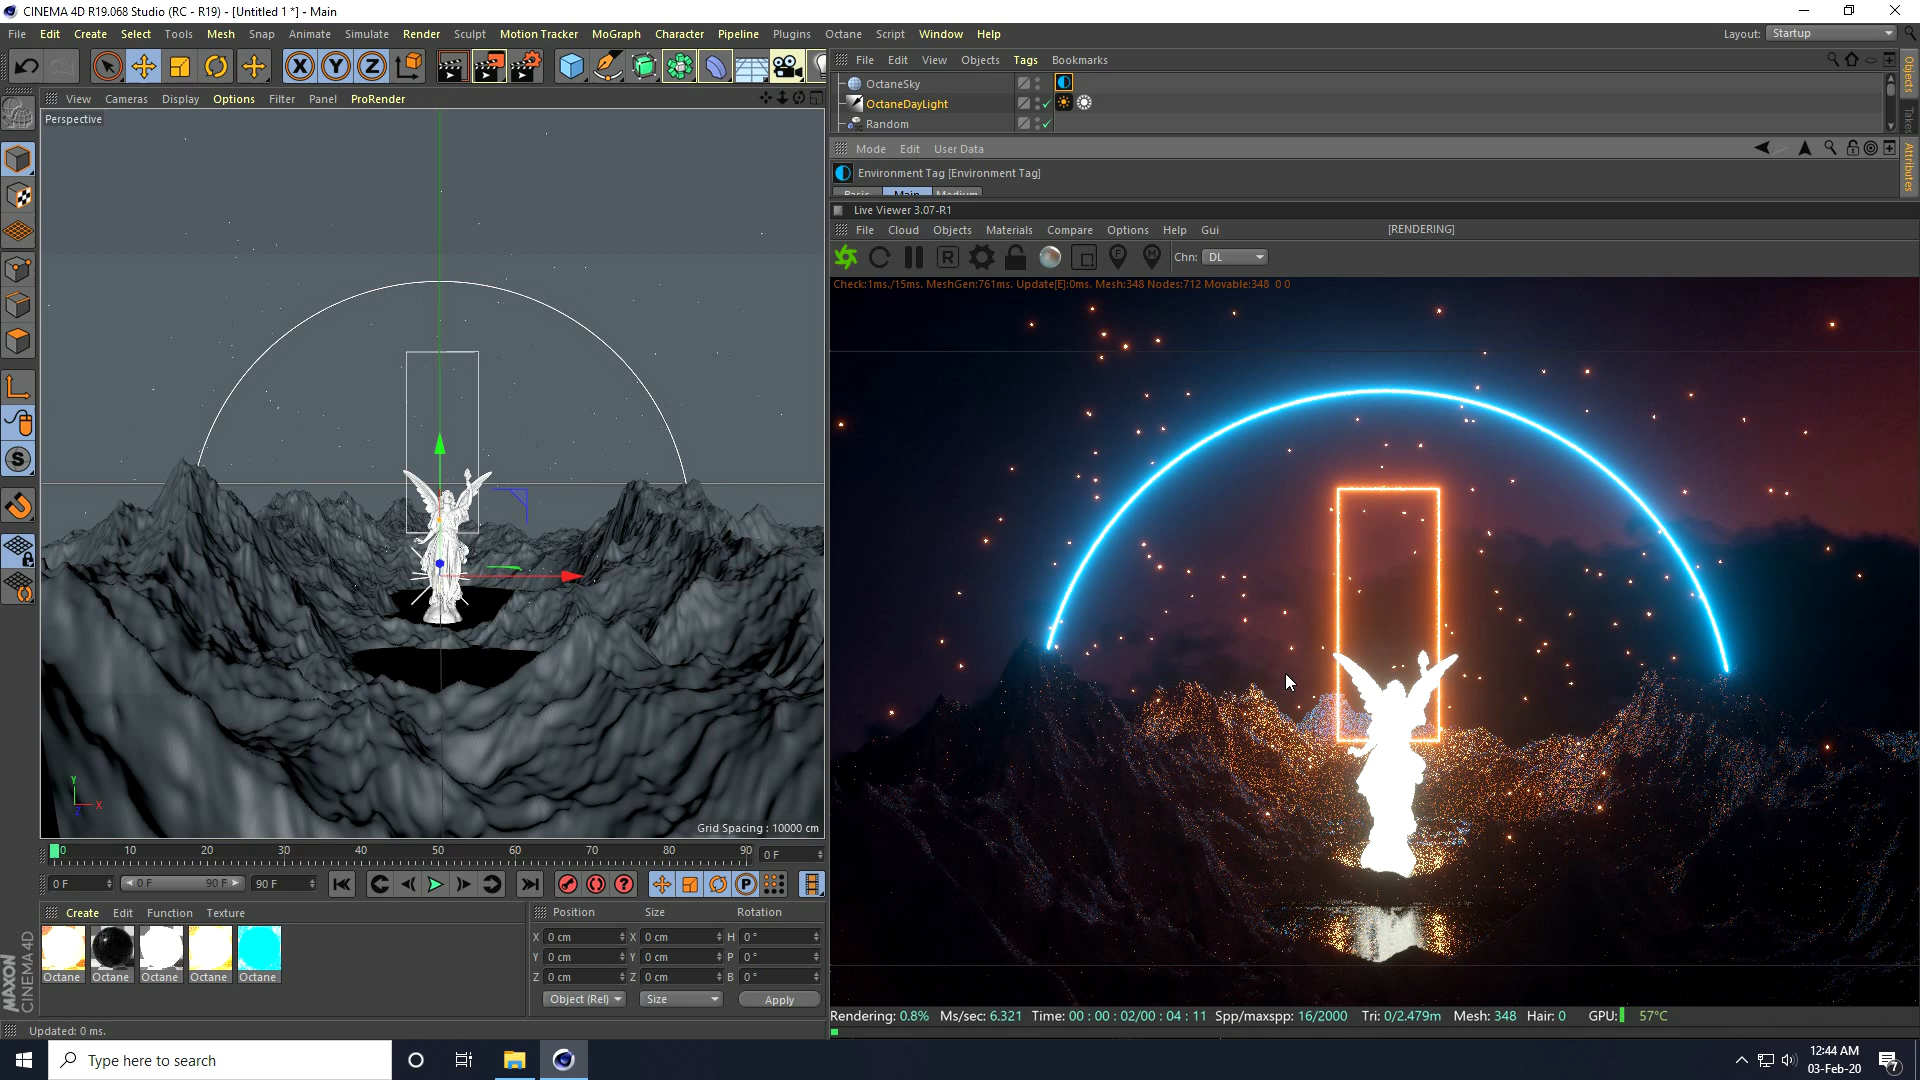 CINEMA 4D R19.068 Studio (RC - R19) - [Untitled 1 *] - Main
File Edit Create Select Tools Mesh Snap Animate Simulate Render Sculpt Motion Tracker MoGraph Character Pipeline Plugins Octane Script Window Help
Layout: Startup
X Y Z
File Edit View Objects Tags Bookmarks
OctaneSky
OctaneDayLight
Random
Objects
Takes
Attributes
View Cameras Display Options Filter Panel ProRender
Perspective
Mode Edit User Data
Environment Tag [Environment Tag]
Basic Main Medium
Live Viewer 3.07-R1
File Cloud Objects Materials Compare Options Help Gui
[RENDERING]
R
F
M
Chn: DL
Check:1ms./15ms. MeshGen:761ms. Update[E]:0ms. Mesh:348 Nodes:712 Movable:348 0 0
S
Y
X
Z
Grid Spacing : 10000 cm
0 10 20 30 40 50 60 70 80 90
0 F
0 F
0 F 90 F
90 F
P
Create Edit Function Texture
Octane Octane Octane Octane Octane
Position Size Rotation
X 0 cm X 0 cm H 0 °
Y 0 cm Y 0 cm P 0 °
Z 0 cm Z 0 cm B 0 °
Object (Rel) Size Apply
MAXON
CINEMA 4D
Rendering: 0.8% Ms/sec: 6.321 Time: 00 : 00 : 02/00 : 04 : 11 Spp/maxspp: 16/2000 Tri: 0/2.479m Mesh: 348 Hair: 0 GPU: 57°C
Updated: 0 ms.
Type here to search
12:44 AM
03-Feb-20
7